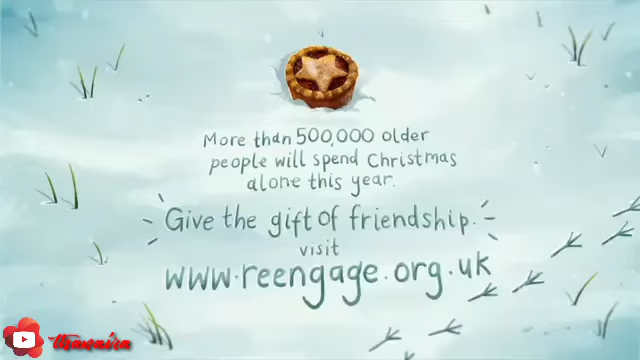 More than 500,000 older
people will spend Christmas
alone this year.
Give the gift of friendship.
visit
www.reengage.org.uk